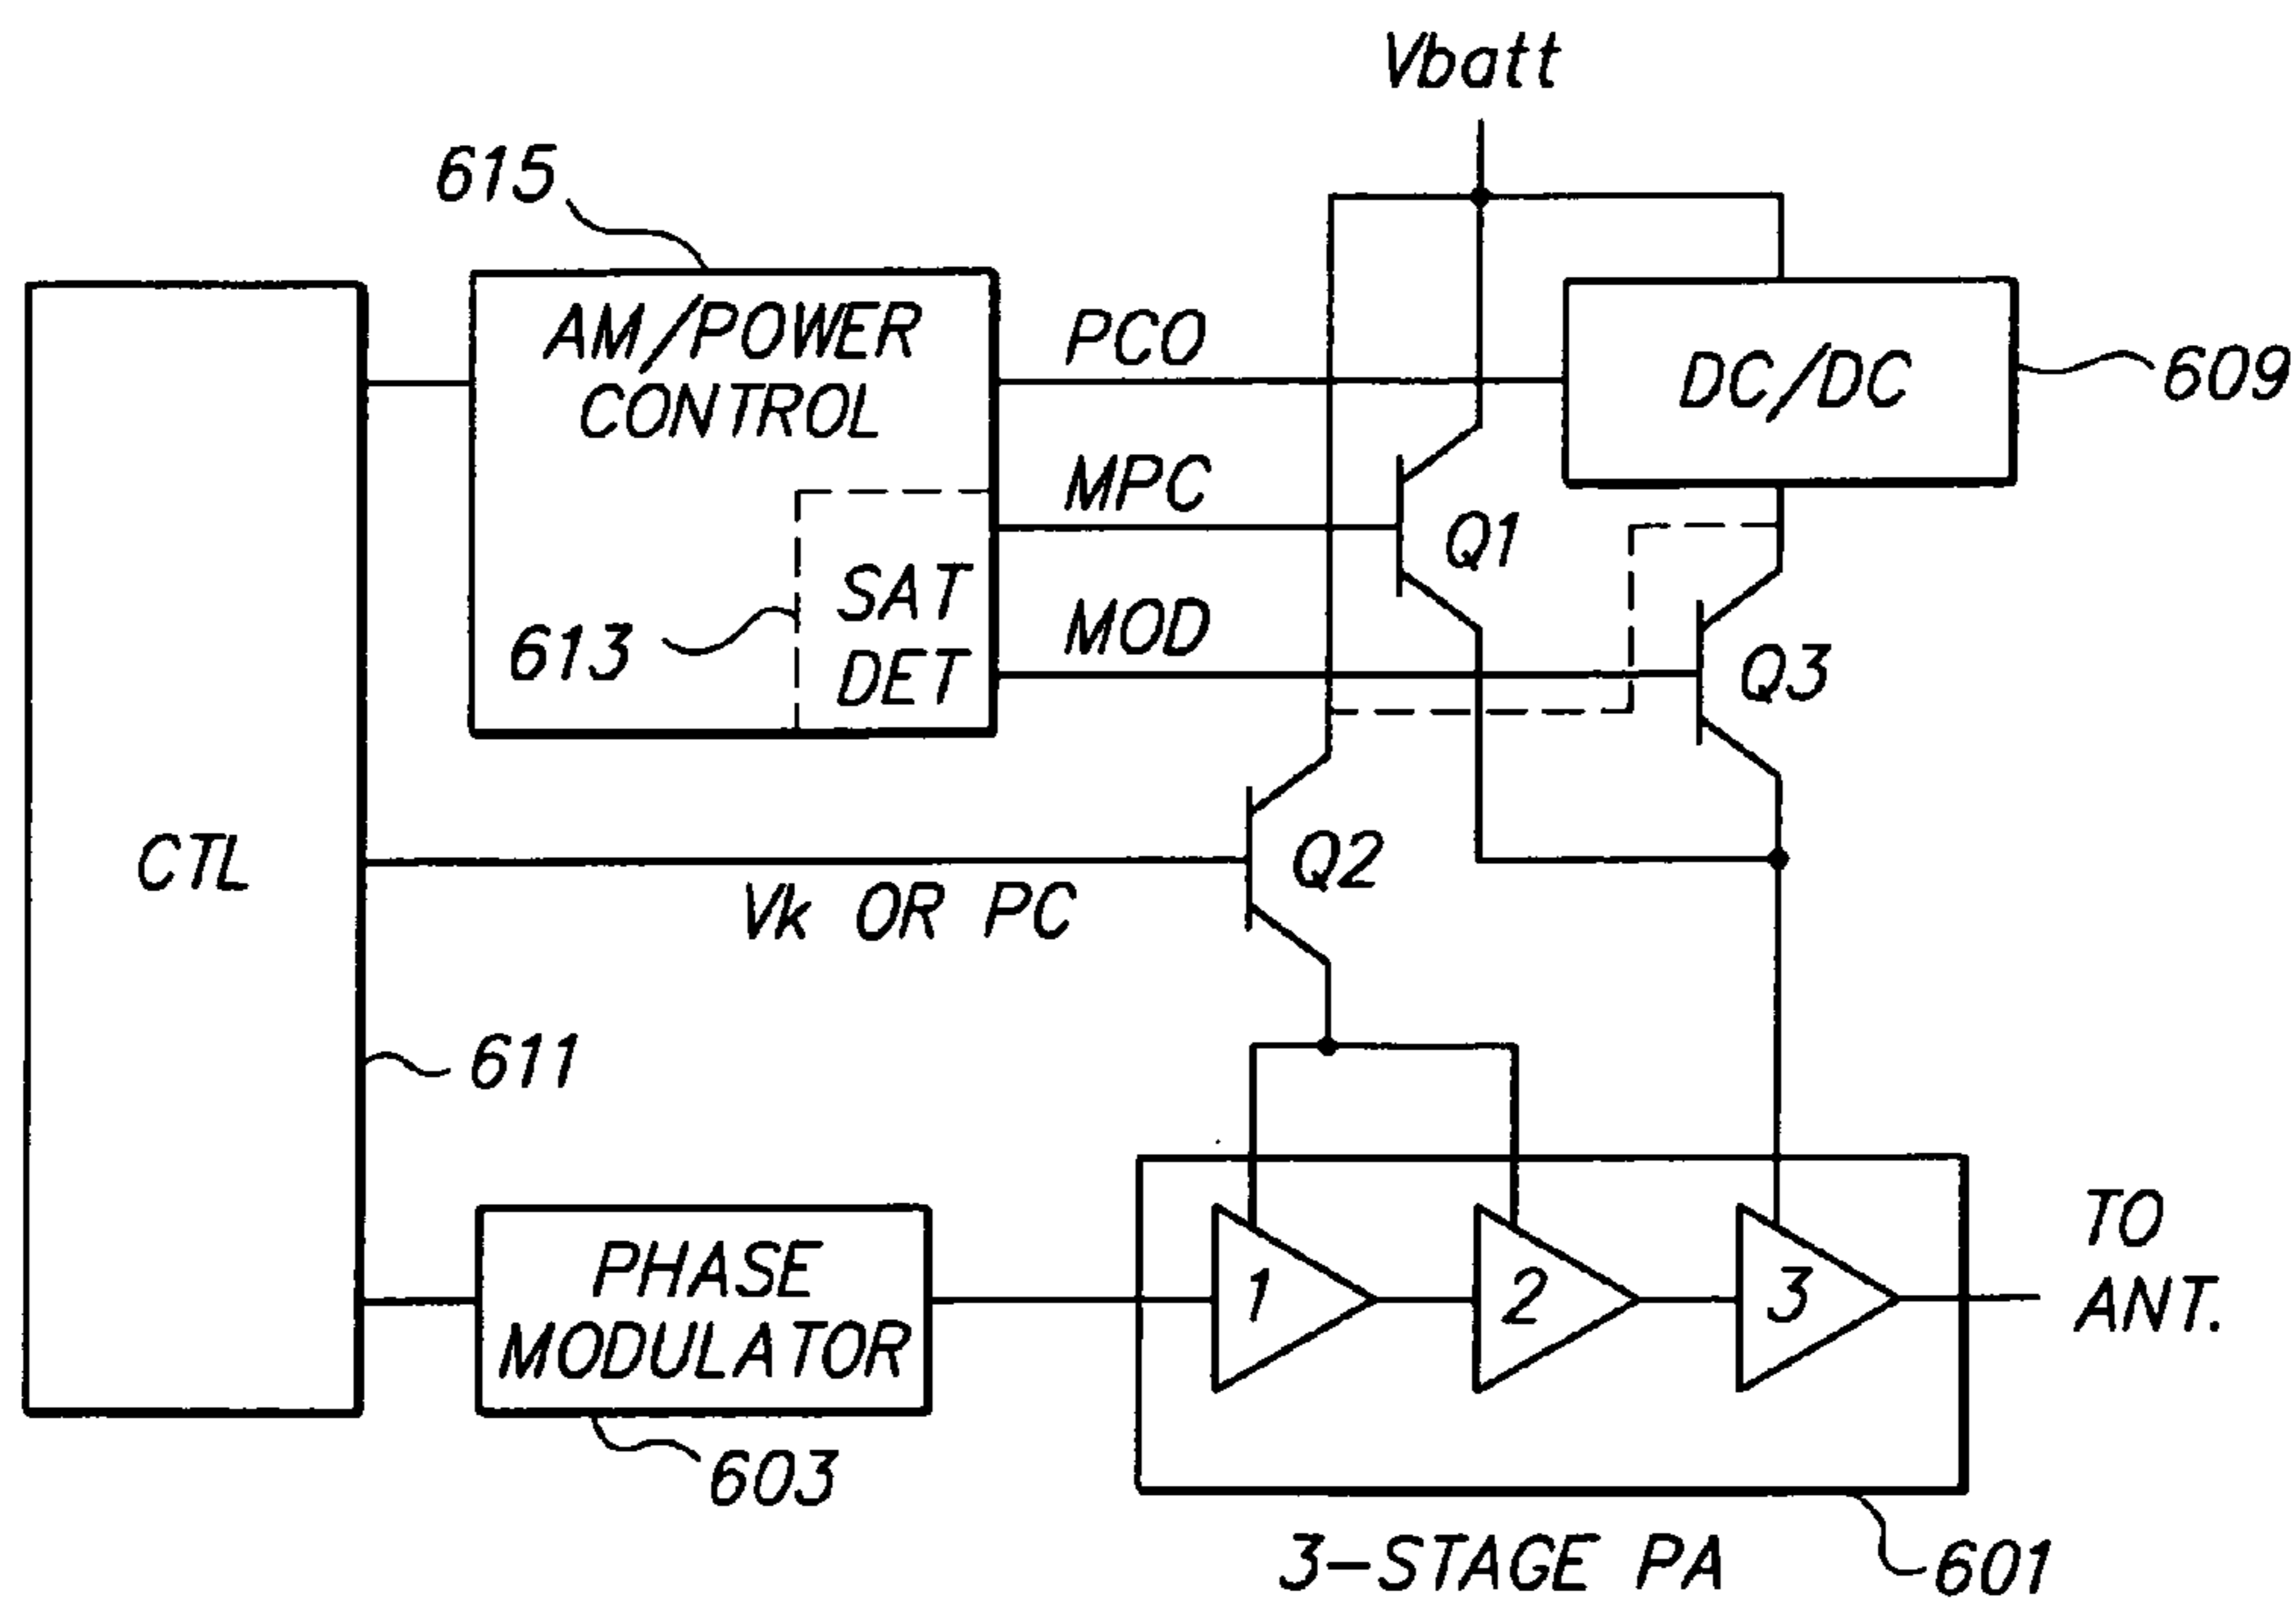 Vbatt
615
AM/POWER
CONTROL
PCO
DC/DC
609
MPC
Q1
SAT
DET
613
MOD
Q3
CTL
Q2
Vk OR PC
611
PHASE
MODULATOR
603
1
2
3
TO
ANT.
3-STAGE PA
601